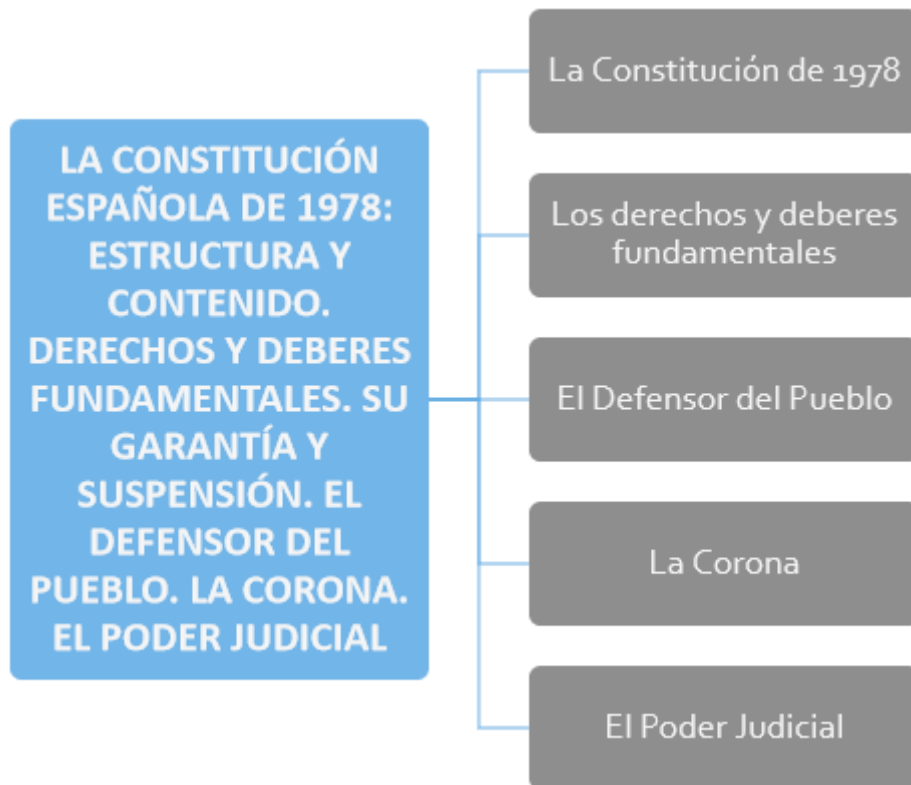 LA CONSTITUCIÓN
ESPAÑOLA DE 1978:
ESTRUCTURA Y
CONTENIDO.
DERECHOS Y DEBERES
FUNDAMENTALES. SU
GARANTÍA Y
SUSPENSIÓN. EL
DEFENSOR DEL
PUEBLO. LA CORONA.
EL PODER JUDICIAL
La Constitución de 1978
Los derechos y deberes
fundamentales
El Defensor del Pueblo
La Corona
El Poder Judicial